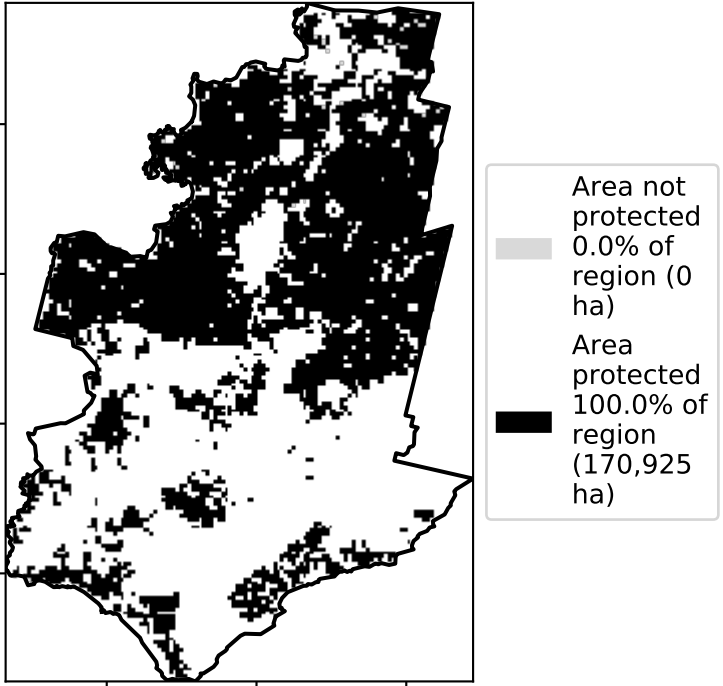 Area not
protected
0.0% of
region (0
ha)
Area
protected
100.0% of
region
(170,925
ha)